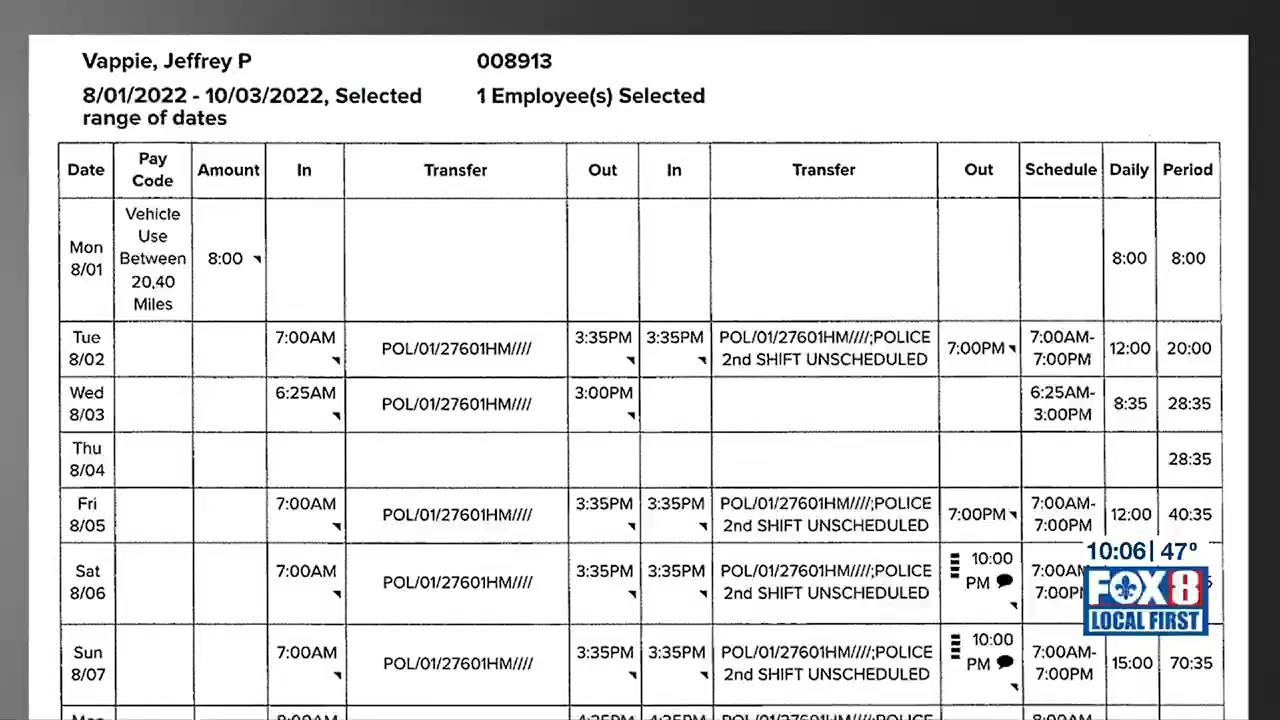 Vappie, Jeffrey P 008913
8/01/2022 - 10/03/2022, Selected 1 Employee(s) Selected
range of dates
Date Pay Code Amount In Transfer Out In Transfer Out Schedule Daily Period
Mon 8/01 Vehicle Use Between 20,40 Miles 8:00 8:00 8:00
Tue 8/02 7:00AM POL/01/27601HM//// 3:35PM 3:35PM POL/01/27601HM////;POLICE 2nd SHIFT UNSCHEDULED 7:00PM 7:00AM-7:00PM 12:00 20:00
Wed 8/03 6:25AM POL/01/27601HM//// 3:00PM 6:25AM-3:00PM 8:35 28:35
Thu 8/04 28:35
Fri 8/05 7:00AM POL/01/27601HM//// 3:35PM 3:35PM POL/01/27601HM////;POLICE 2nd SHIFT UNSCHEDULED 7:00PM 7:00AM-7:00PM 12:00 40:35
Sat 8/06 7:00AM POL/01/27601HM//// 3:35PM 3:35PM POL/01/27601HM////;POLICE 2nd SHIFT UNSCHEDULED 10:00 PM
Sun 8/07 7:00AM POL/01/27601HM//// 3:35PM 3:35PM POL/01/27601HM////;POLICE 2nd SHIFT UNSCHEDULED 10:00 PM 7:00AM-7:00PM 15:00 70:35
10:06 | 47°
FOX 8
LOCAL FIRST